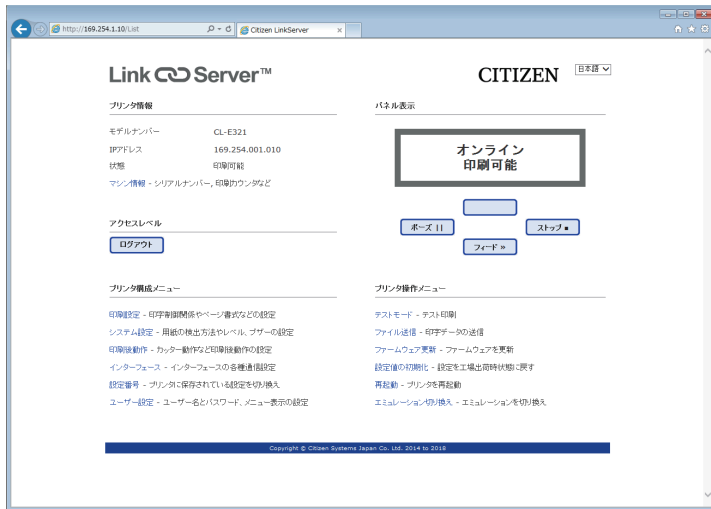 http://169.254.1.10/List
Citizen LinkServer
Link Server™
CITIZEN
日本語
プリンタ情報
モデルナンバー CL-E321
IPアドレス 169.254.001.010
状態 印刷可能
マシン情報 - シリアルナンバー, 印刷カウンタなど
アクセスレベル
ログアウト
パネル表示
オンライン
印刷可能
ポーズ ||
ストップ ■
フィード »
プリンタ構成メニュー
印刷設定 - 印字制御関係やページ書式などの設定
システム設定 - 用紙の検出方法やレベル、ブザーの設定
印刷後動作 - カッター動作など印刷後動作の設定
インターフェース - インターフェースの各種通信設定
設定番号 - プリンタに保存されている設定を切り換え
ユーザー設定 - ユーザー名とパスワード、メニュー表示の設定
プリンタ操作メニュー
テストモード - テスト印刷
ファイル送信 - 印字データの送信
ファームウェア更新 - ファームウェアを更新
設定値の初期化 - 設定を工場出荷時状態に戻す
再起動 - プリンタを再起動
エミュレーション切り換え - エミュレーションを切り換え
Copyright © Citizen Systems Japan Co. Ltd. 2014 to 2018